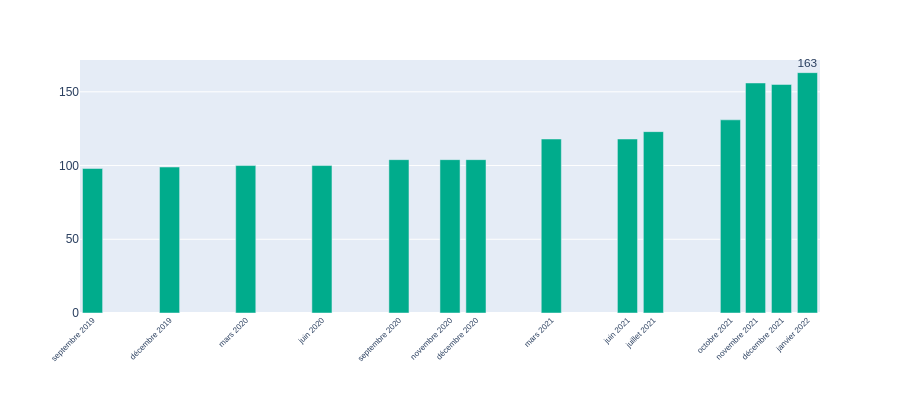 163
150
100
50
0
septembre 2019
décembre 2019
mars 2020
juin 2020
septembre 2020
novembre 2020
décembre 2020
mars 2021
juin 2021
juillet 2021
octobre 2021
novembre 2021
décembre 2021
janvier 2022